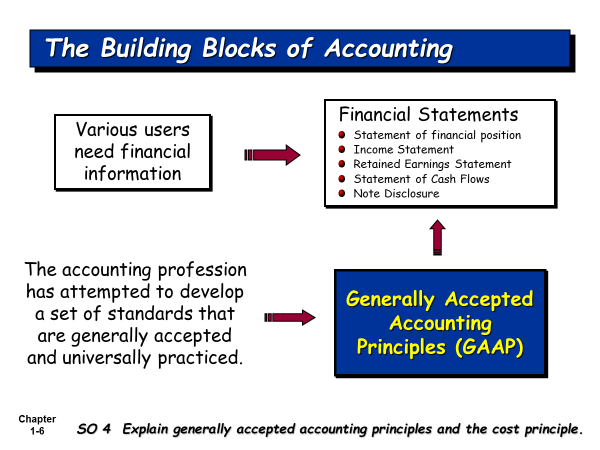 The Building Blocks of Accounting
Various users
need financial
information
Financial Statements
Statement of financial position
Income Statement
Retained Earnings Statement
Statement of Cash Flows
Note Disclosure
The accounting profession
has attempted to develop
a set of standards that
are generally accepted
and universally practiced.
Generally Accepted
Accounting
Principles (GAAP)
Chapter
1-6
SO 4 Explain generally accepted accounting principles and the cost principle.